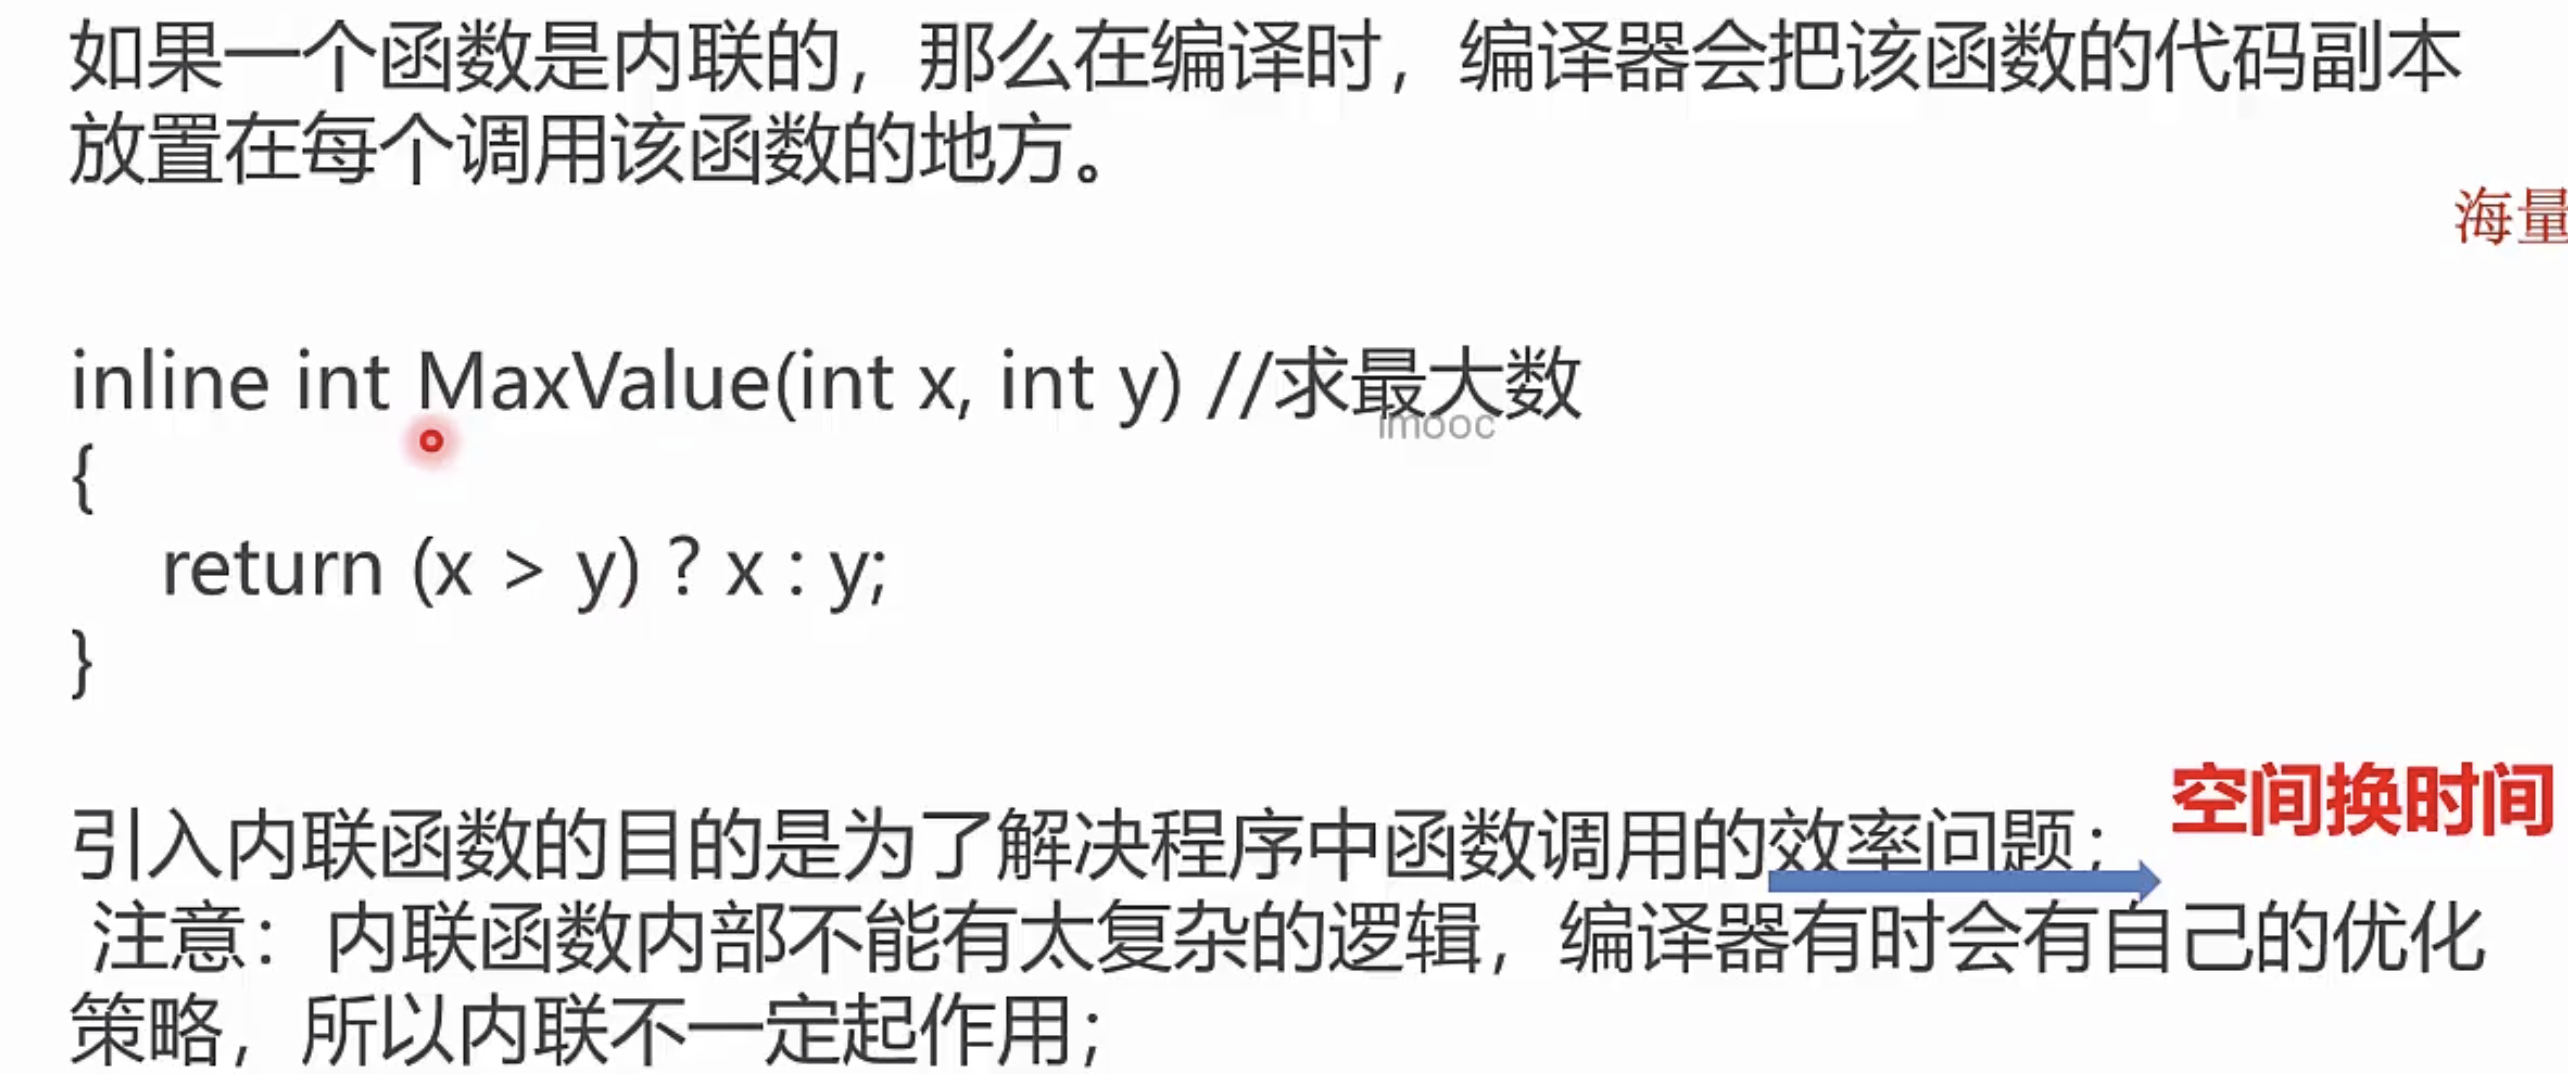 如果一个函数是内联的，那么在编译时，编译器会把该函数的代码副本
放置在每个调用该函数的地方。
海量
inline int MaxValue(int x, int y) //求最大数
imooc
{
return (x > y) ? x : y;
}
空间换时间
引入内联函数的目的是为了解决程序中函数调用的效率问题；
注意：内联函数内部不能有太复杂的逻辑，编译器有时会有自己的优化
策略，所以内联不一定起作用；